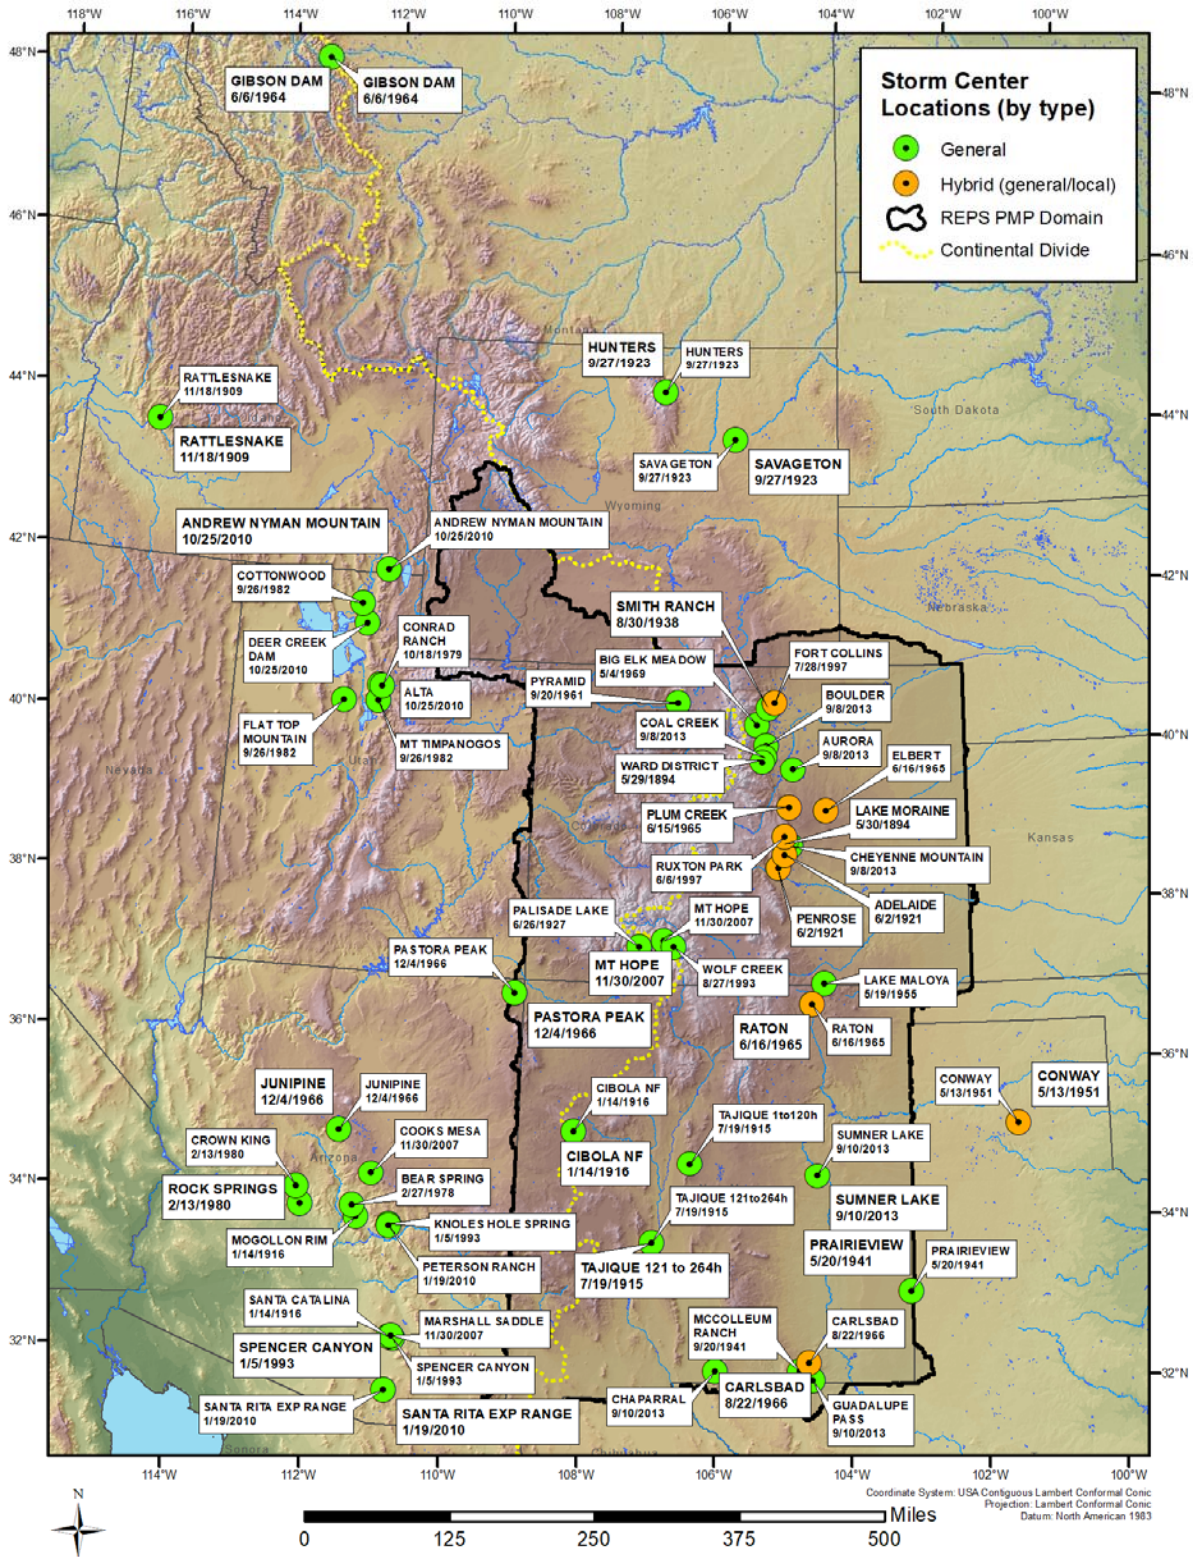 118°W
116°W
114°W
112°W
110°W
108°W
106°W
104°W
102°W
100°W
48°N
48°N
46°N
46°N
44°N
44°N
42°N
42°N
40°N
40°N
38°N
38°N
36°N
36°N
34°N
34°N
32°N
32°N
Storm Center
Locations (by type)
General
Hybrid (general/local)
REPS PMP Domain
Continental Divide
GIBSON DAM
6/6/1964
GIBSON DAM
6/6/1964
Montana
HUNTERS
9/27/1923
HUNTERS
9/27/1923
RATTLESNAKE
11/18/1909
RATTLESNAKE
11/18/1909
South Dakota
SAVAGETON
9/27/1923
SAVAGETON
9/27/1923
Wyoming
ANDREW NYMAN MOUNTAIN
10/25/2010
ANDREW NYMAN MOUNTAIN
10/25/2010
COTTONWOOD
9/26/1982
Nebraska
SMITH RANCH
8/30/1938
DEER CREEK
DAM
10/25/2010
CONRAD
RANCH
10/18/1979
BIG ELK MEADOW
5/4/1969
FORT COLLINS
7/28/1997
PYRAMID
9/20/1961
ALTA
10/25/2010
BOULDER
9/8/2013
FLAT TOP
MOUNTAIN
9/26/1982
COAL CREEK
9/8/2013
MT TIMPANOGOS
9/26/1982
AURORA
9/8/2013
ELBERT
6/16/1965
WARD DISTRICT
5/29/1894
Nevada
Utah
PLUM CREEK
6/15/1965
LAKE MORAINE
5/30/1894
Colorado
Kansas
RUXTON PARK
6/6/1997
CHEYENNE MOUNTAIN
9/8/2013
ADELAIDE
6/2/1921
PENROSE
6/2/1921
PALISADE LAKE
6/26/1927
MT HOPE
11/30/2007
PASTORA PEAK
12/4/1966
MT HOPE
11/30/2007
WOLF CREEK
8/27/1993
LAKE MALOYA
5/19/1955
PASTORA PEAK
12/4/1966
RATON
6/16/1965
RATON
6/16/1965
JUNIPINE
12/4/1966
JUNIPINE
12/4/1966
CIBOLA NF
1/14/1916
CONWAY
5/13/1951
CONWAY
5/13/1951
TAJIQUE 1to120h
7/19/1915
COOKS MESA
11/30/2007
CROWN KING
2/13/1980
Arizona
CIBOLA NF
1/14/1916
SUMNER LAKE
9/10/2013
BEAR SPRING
2/27/1978
ROCK SPRINGS
2/13/1980
TAJIQUE 121to264h
7/19/1915
SUMNER LAKE
9/10/2013
KNOLES HOLE SPRING
1/5/1993
MOGOLLON RIM
1/14/1916
PETERSON RANCH
1/19/2010
TAJIQUE 121 to 264h
7/19/1915
PRAIRIEVIEW
5/20/1941
PRAIRIEVIEW
5/20/1941
SANTA CATALINA
1/14/1916
MARSHALL SADDLE
11/30/2007
MCCOLLEUM
RANCH
9/20/1941
CARLSBAD
8/22/1966
SPENCER CANYON
1/5/1993
SPENCER CANYON
1/5/1993
CARLSBAD
8/22/1966
CHAPARRAL
9/10/2013
SANTA RITA EXP RANGE
1/19/2010
SANTA RITA EXP RANGE
1/19/2010
GUADALUPE
PASS
9/10/2013
Sonora
Chihuahua
114°W
112°W
110°W
108°W
106°W
104°W
102°W
100°W
Coordinate System: USA Contiguous Lambert Conformal Conic
Projection: Lambert Conformal Conic
Datum: North American 1983
N
Miles
0
125
250
375
500